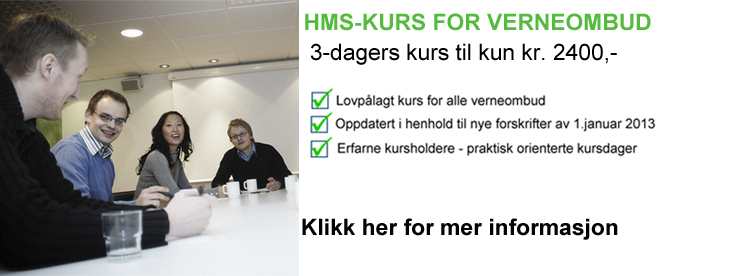 HMS-KURS FOR VERNEOMBUD
3-dagers kurs til kun kr. 2400,-
Lovpålagt kurs for alle verneombud
Oppdatert i henhold til nye forskrifter av 1.januar 2013
Erfarne kursholdere - praktisk orienterte kursdager
Klikk her for mer informasjon